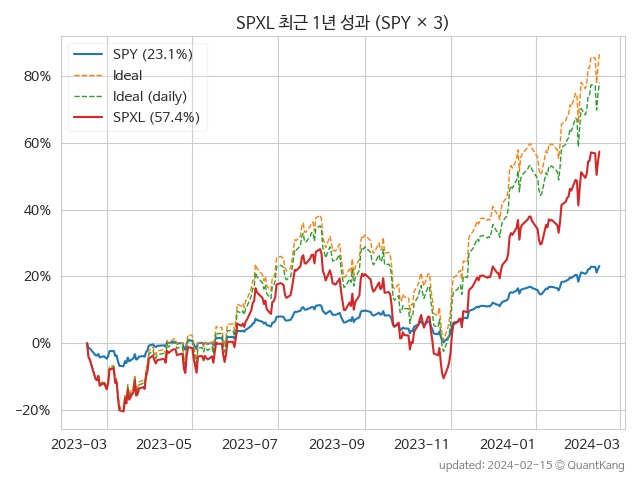 SPXL 최근 1년 성과 (SPY × 3)
SPY (23.1%)
Ideal
Ideal (daily)
SPXL (57.4%)
80%
60%
40%
20%
0%
−20%
2023−03 2023−05 2023−07 2023−09 2023−11 2024−01 2024−03
updated: 2024-02-15 © QuantKang